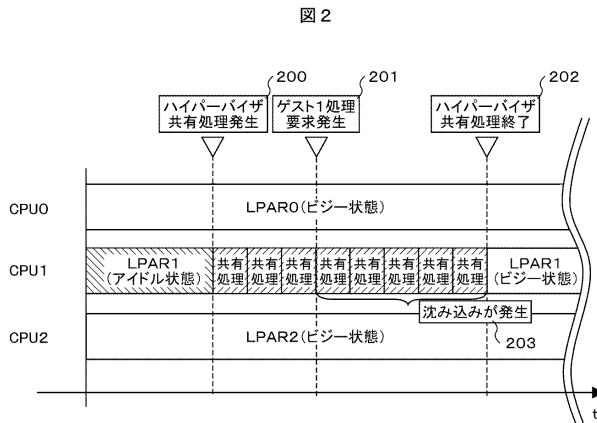 図2
200
ハイパーバイザ
共有処理発生
201
ゲスト1処理
要求発生
202
ハイパーバイザ
共有処理終了
CPU0
LPAR0(ビジー状態)
CPU1
LPAR1
(アイドル状態)
共有
処理
共有
処理
共有
処理
共有
処理
共有
処理
共有
処理
共有
処理
共有
処理
LPAR1
(ビジー状態)
沈み込みが発生
203
CPU2
LPAR2(ビジー状態)
t